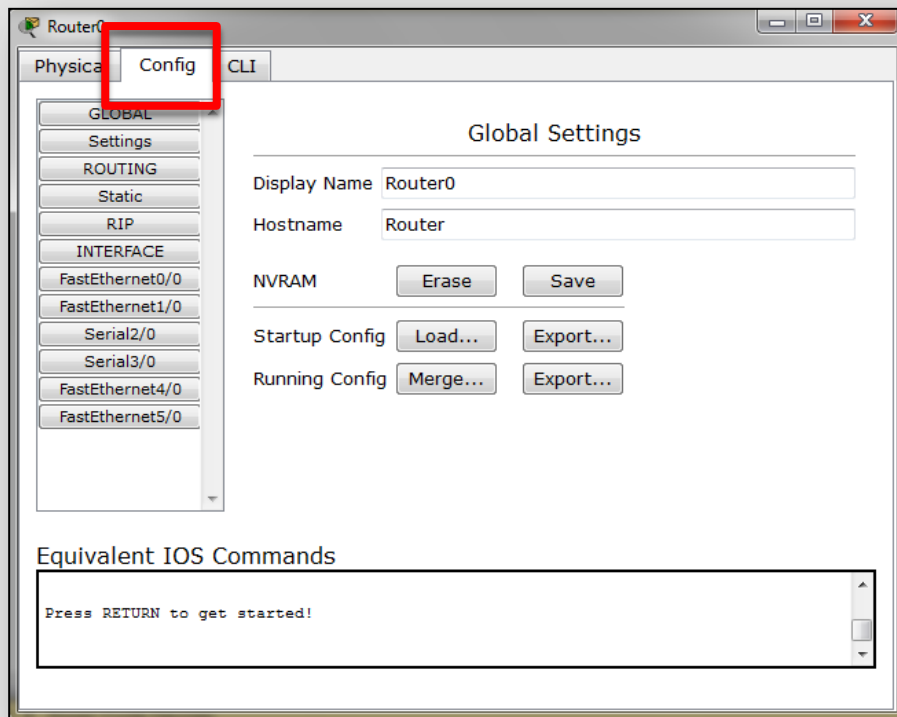 Router0
Physical Config CLI
GLOBAL
Settings
ROUTING
Static
RIP
INTERFACE
FastEthernet0/0
FastEthernet1/0
Serial2/0
Serial3/0
FastEthernet4/0
FastEthernet5/0
Global Settings
Display Name Router0
Hostname Router
NVRAM Erase Save
Startup Config Load... Export...
Running Config Merge... Export...
Equivalent IOS Commands
Press RETURN to get started!